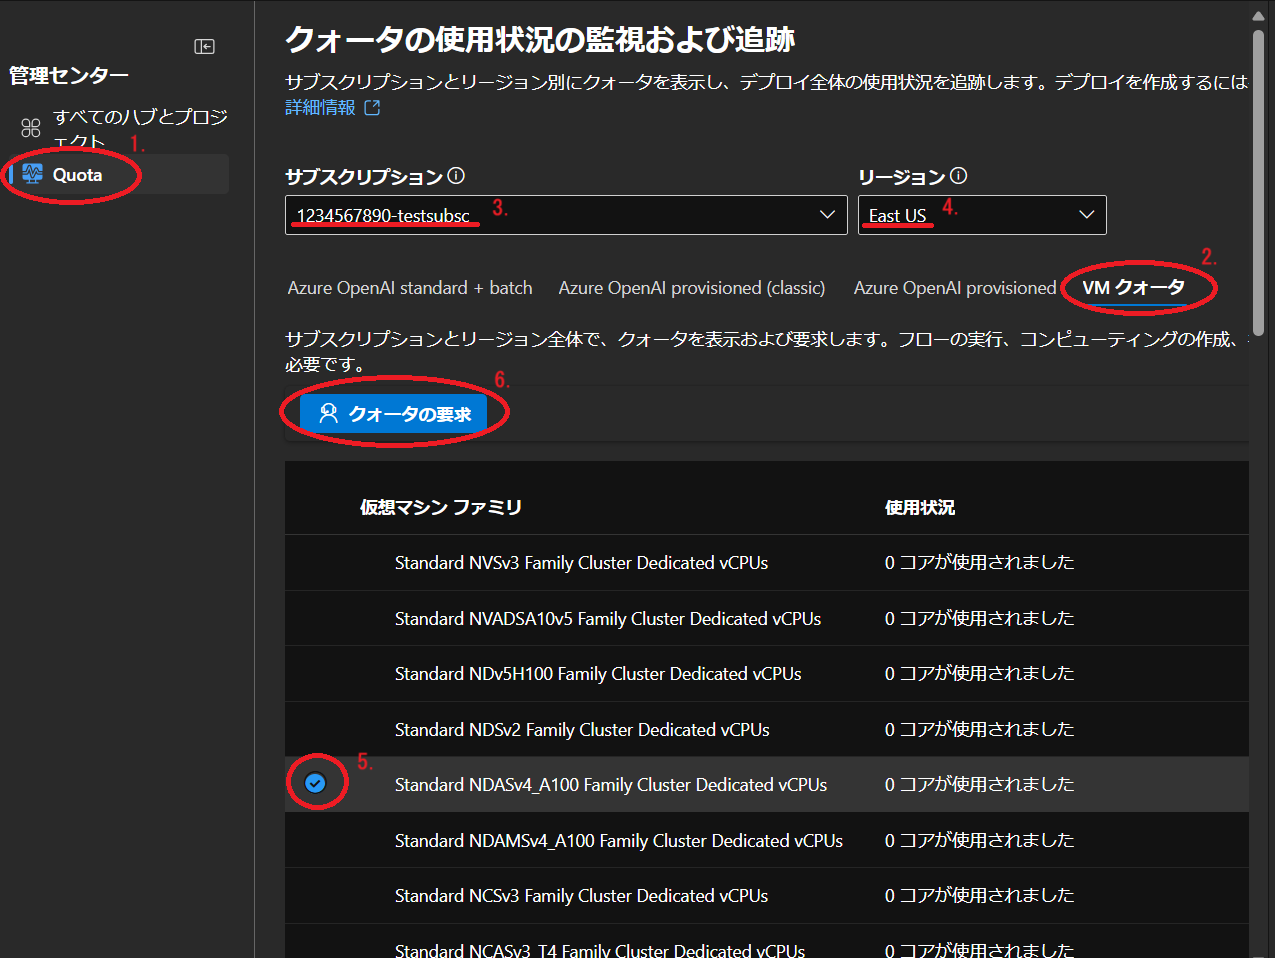 管理センター
すべてのハブとプロジ
ェクト
1.
Quota
クォータの使用状況の監視および追跡
サブスクリプションとリージョン別にクォータを表示し、デプロイ全体の使用状況を追跡します。デプロイを作成するには
詳細情報
サブスクリプション
リージョン
1234567890-testsubsc
3.
East US
4.
2.
Azure OpenAI standard + batch
Azure OpenAI provisioned (classic)
Azure OpenAI provisioned
VM クォータ
サブスクリプションとリージョン全体で、クォータを表示および要求します。フローの実行、コンピューティングの作成、
必要です。
6.
クォータの要求
仮想マシン ファミリ
使用状況
Standard NVSv3 Family Cluster Dedicated vCPUs
0 コアが使用されました
Standard NVADSA10v5 Family Cluster Dedicated vCPUs
0 コアが使用されました
Standard NDv5H100 Family Cluster Dedicated vCPUs
0 コアが使用されました
Standard NDSv2 Family Cluster Dedicated vCPUs
0 コアが使用されました
5.
Standard NDASv4_A100 Family Cluster Dedicated vCPUs
0 コアが使用されました
Standard NDAMSv4_A100 Family Cluster Dedicated vCPUs
0 コアが使用されました
Standard NCSv3 Family Cluster Dedicated vCPUs
0 コアが使用されました
Standard NCASv3_T4 Family Cluster Dedicated vCPUs
0 コアが使用されました